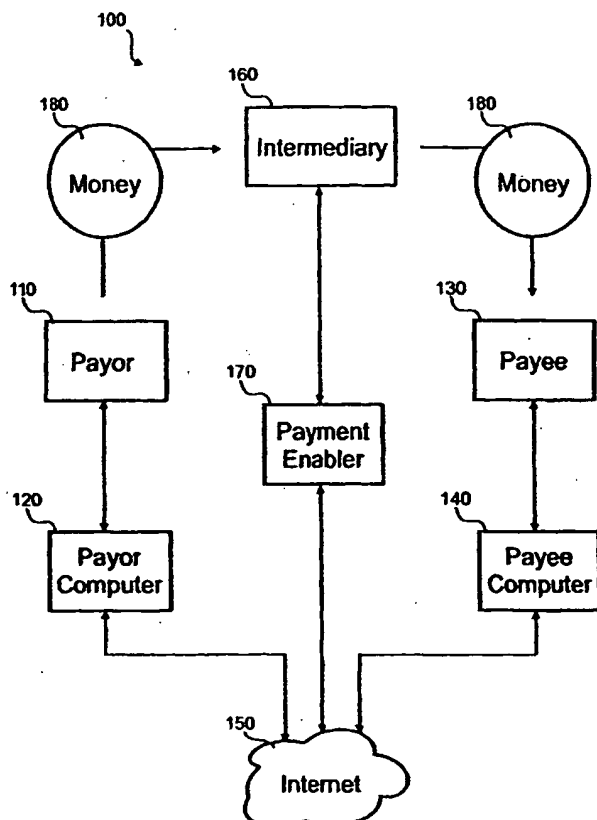 100
180
160
180
Money
Intermediary
Money
110
130
Payor
170
Payee
Payment
Enabler
120
140
Payor
Computer
Payee
Computer
150
Internet